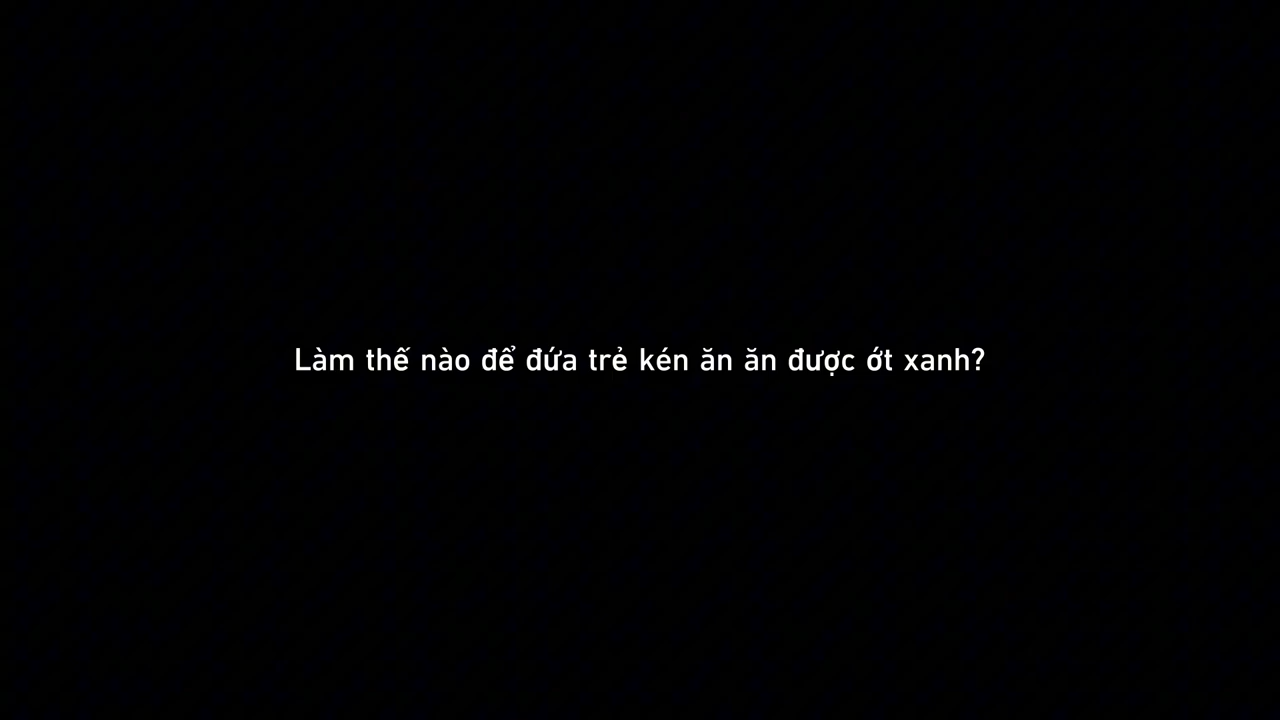 Làm thế nào để đứa trẻ kén ăn ăn được ớt xanh?